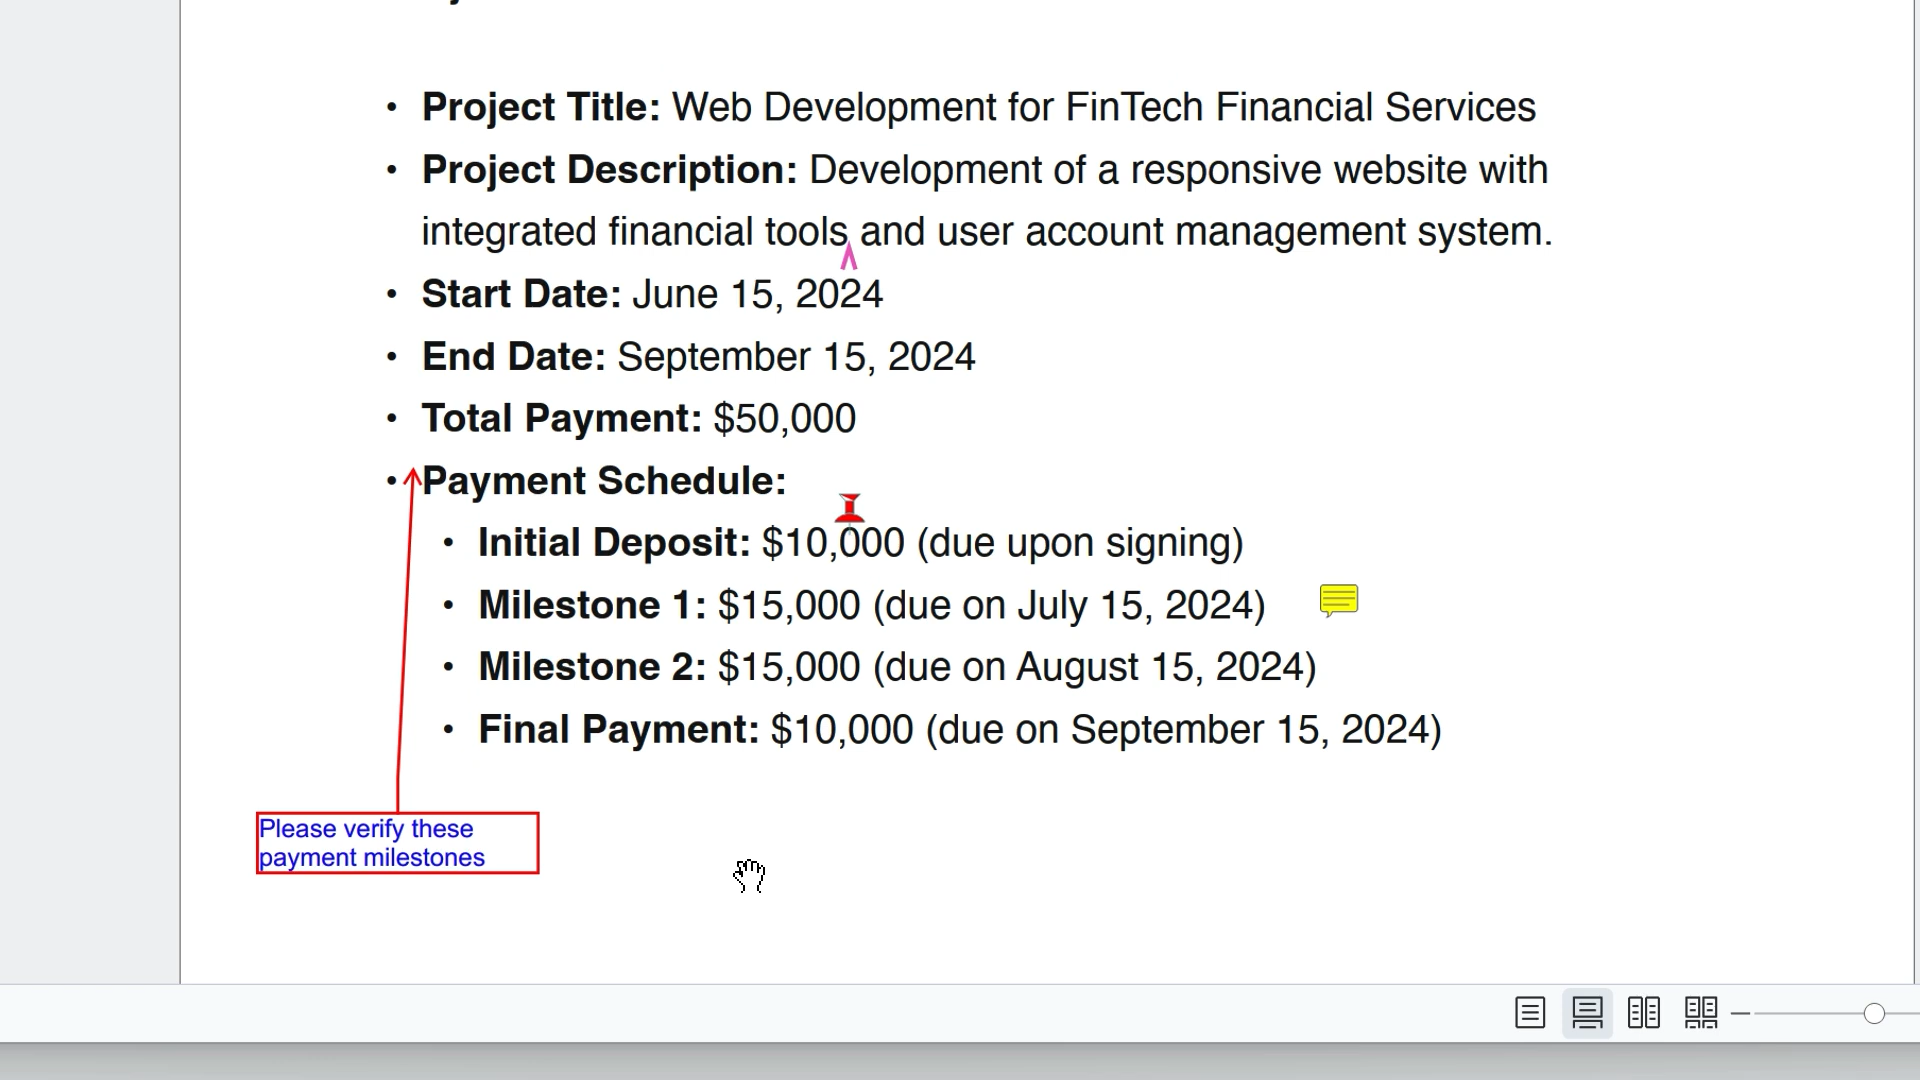 • Project Title: Web Development for FinTech Financial Services
• Project Description: Development of a responsive website with
integrated financial tools and user account management system.
• Start Date: June 15, 2024
• End Date: September 15, 2024
• Total Payment: $50,000
• Payment Schedule:
• Initial Deposit: $10,000 (due upon signing)
• Milestone 1: $15,000 (due on July 15, 2024)
• Milestone 2: $15,000 (due on August 15, 2024)
• Final Payment: $10,000 (due on September 15, 2024)
Please verify these
payment milestones